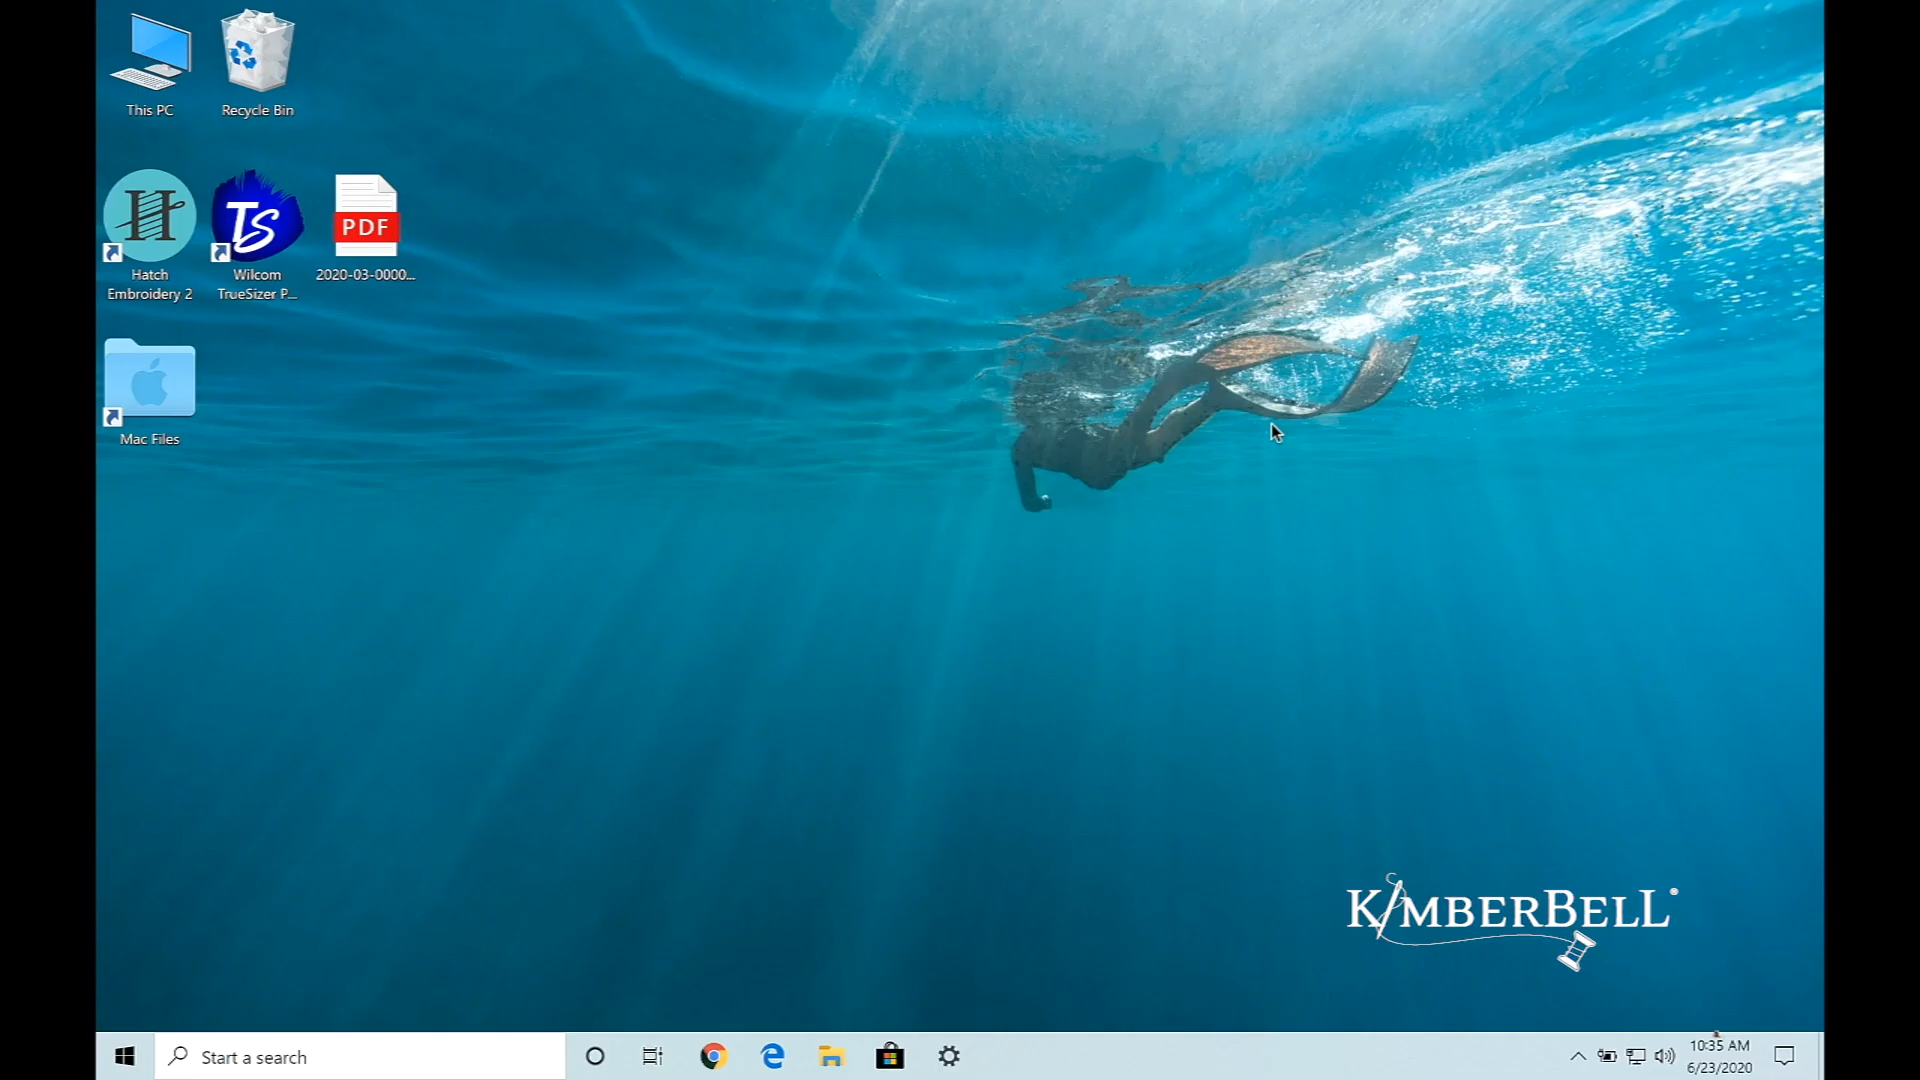 This PC
Recycle Bin
Hatch
Embroidery 2
TS
Wilcom
TrueSizer P...
PDF
2020-03-0000...
Mac Files
KIMBERBELL®
Start a search
10:35 AM
6/23/2020